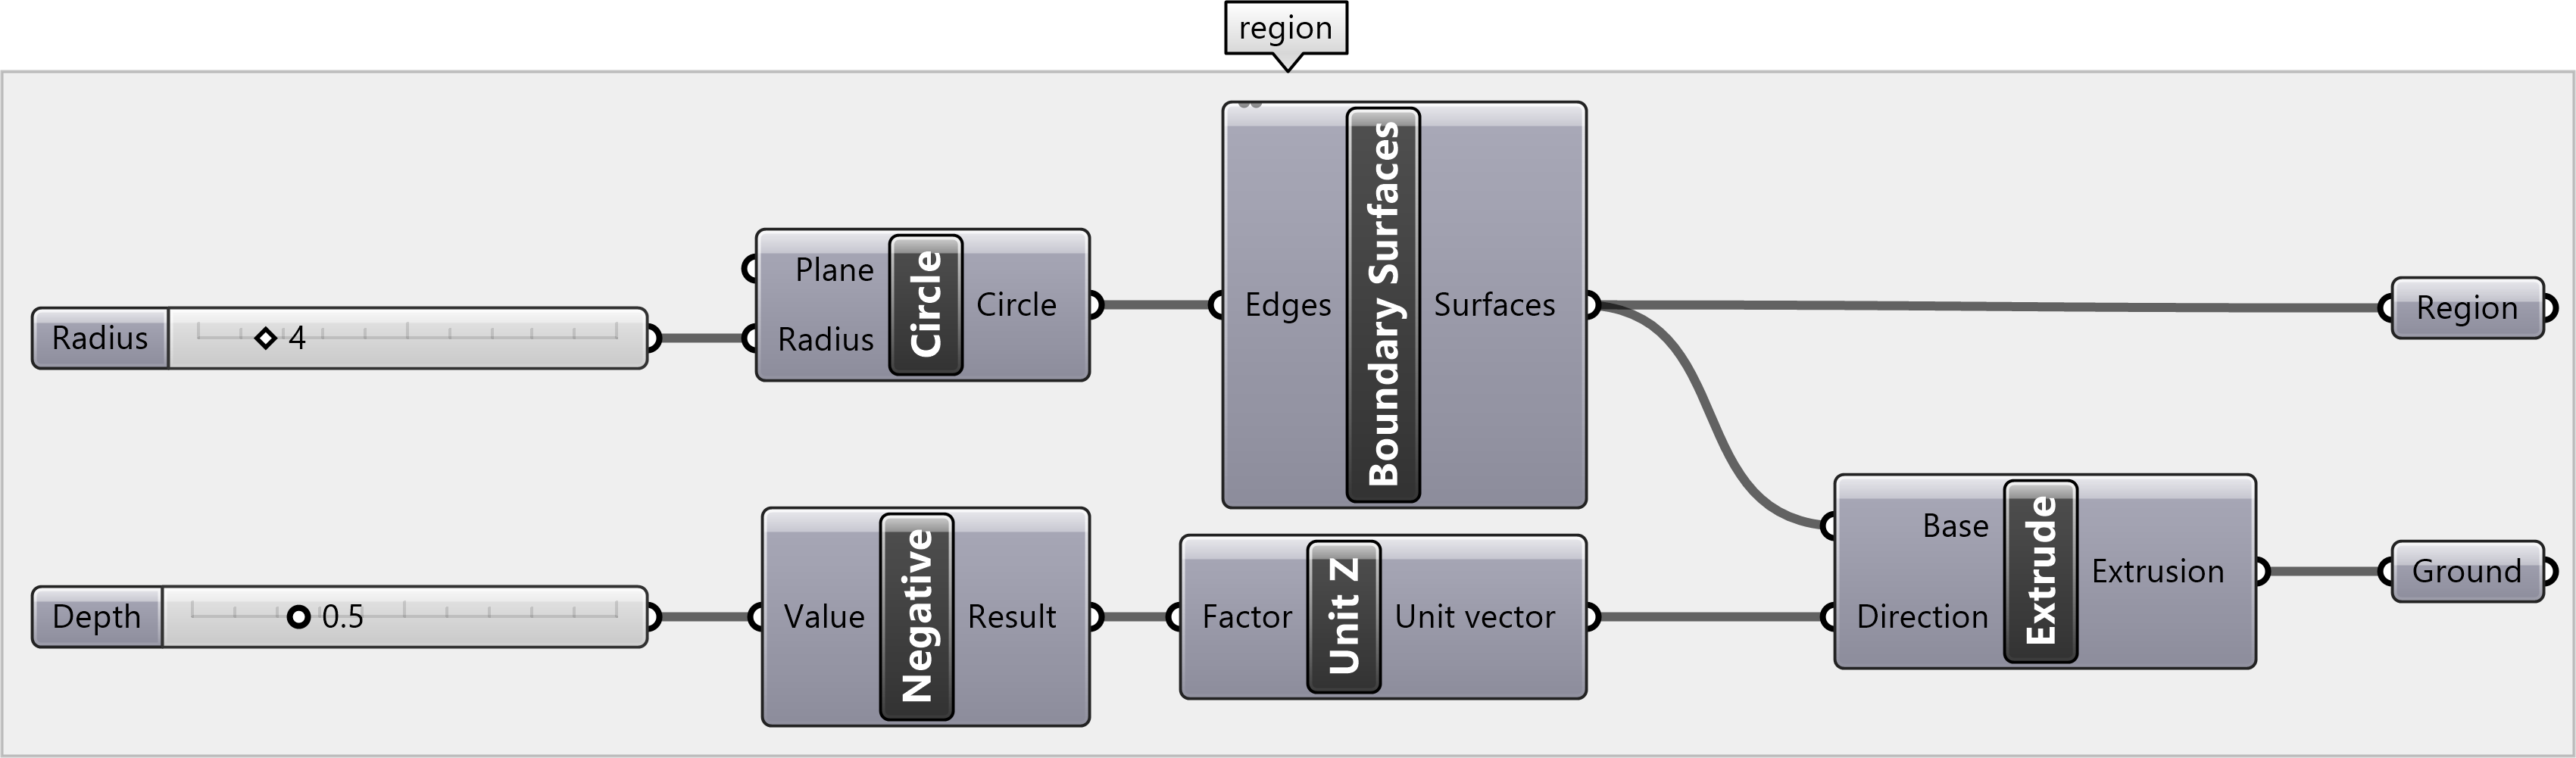 region
Radius
4
Plane
Radius
Circle
Circle
Edges
Boundary Surfaces
Surfaces
Region
Depth
0.5
Value
Negative
Result
Factor
Unit Z
Unit vector
Base
Direction
Extrude
Extrusion
Ground